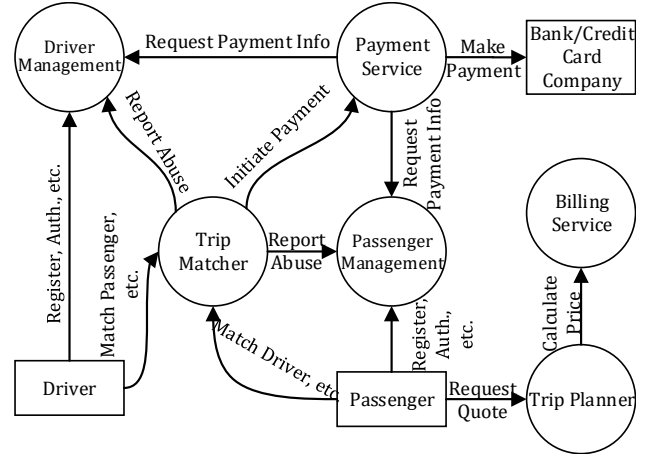 Driver
Management
Request Payment Info
Payment
Service
Make
Payment
Bank/Credit
Card
Company
Report Abuse
Initiate Payment
Request
Payment Info
Register, Auth., etc.
Match Passenger,
etc.
Trip
Matcher
Report
Abuse
Passenger
Management
Billing
Service
Calculate
Price
Match Driver, etc.
Register,
Auth.,
etc.
Driver
Passenger
Request
Quote
Trip Planner